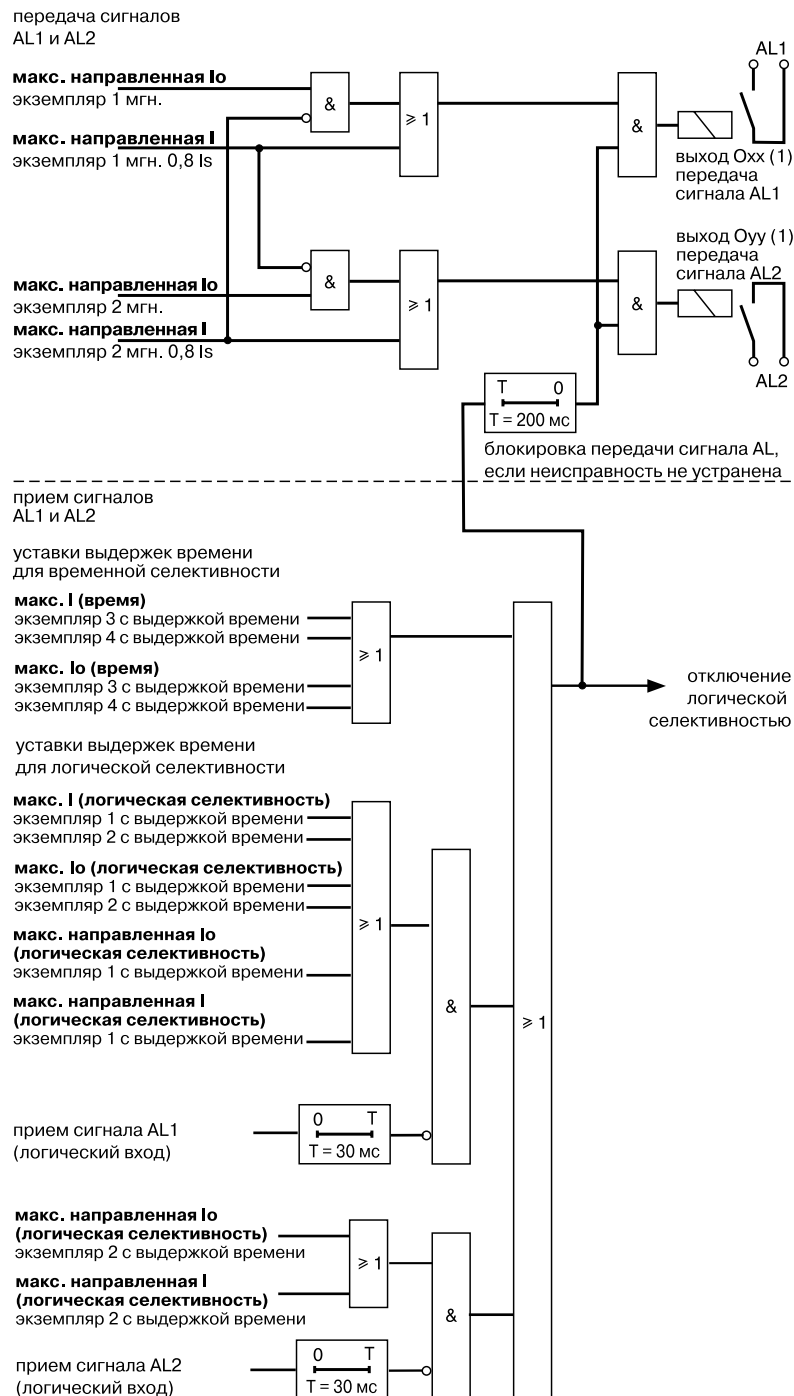 передача сигналов
AL1 и AL2
макс. направленная Io
экземпляр 1 мгн.
макс. направленная I
экземпляр 1 мгн. 0,8 Is
&
≥ 1
&
AL1
выход Oxx (1)
передача
сигнала AL1
макс. направленная Io
экземпляр 2 мгн.
макс. направленная I
экземпляр 2 мгн. 0,8 Is
&
≥ 1
&
выход Oyy (1)
передача
сигнала AL2
AL2
T 0
T = 200 мс
блокировка передачи сигнала AL,
если неисправность не устранена
прием сигналов
AL1 и AL2
уставки выдержек времени
для временной селективности
макс. I (время)
экземпляр 3 с выдержкой времени
экземпляр 4 с выдержкой времени
≥ 1
макс. Io (время)
экземпляр 3 с выдержкой времени
экземпляр 4 с выдержкой времени
отключение
логической
селективностью
уставки выдержек времени
для логической селективности
макс. I (логическая селективность)
экземпляр 1 с выдержкой времени
экземпляр 2 с выдержкой времени
макс. Io (логическая селективность)
экземпляр 1 с выдержкой времени
экземпляр 2 с выдержкой времени
≥ 1
макс. направленная Io
(логическая селективность)
экземпляр 1 с выдержкой времени
макс. направленная I
(логическая селективность)
экземпляр 1 с выдержкой времени
&
≥ 1
прием сигнала AL1
(логический вход)
0 T
T = 30 мс
макс. направленная Io
(логическая селективность)
экземпляр 2 с выдержкой времени
≥ 1
макс. направленная I
(логическая селективность)
экземпляр 2 с выдержкой времени
&
прием сигнала AL2
(логический вход)
0 T
T = 30 мс